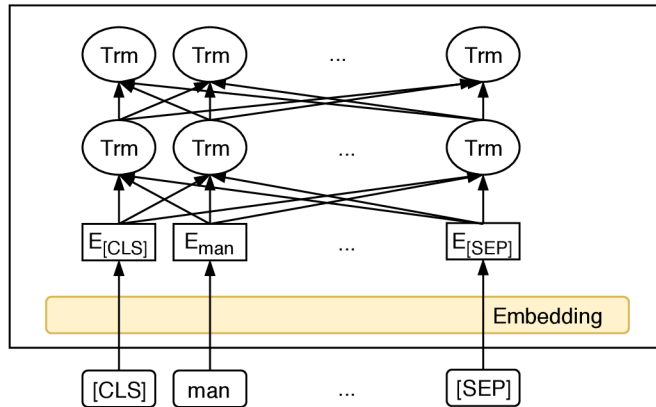 Trm Trm ... Trm
Trm Trm ... Trm
E[CLS] Eman ... E[SEP]
Embedding
[CLS] man ... [SEP]